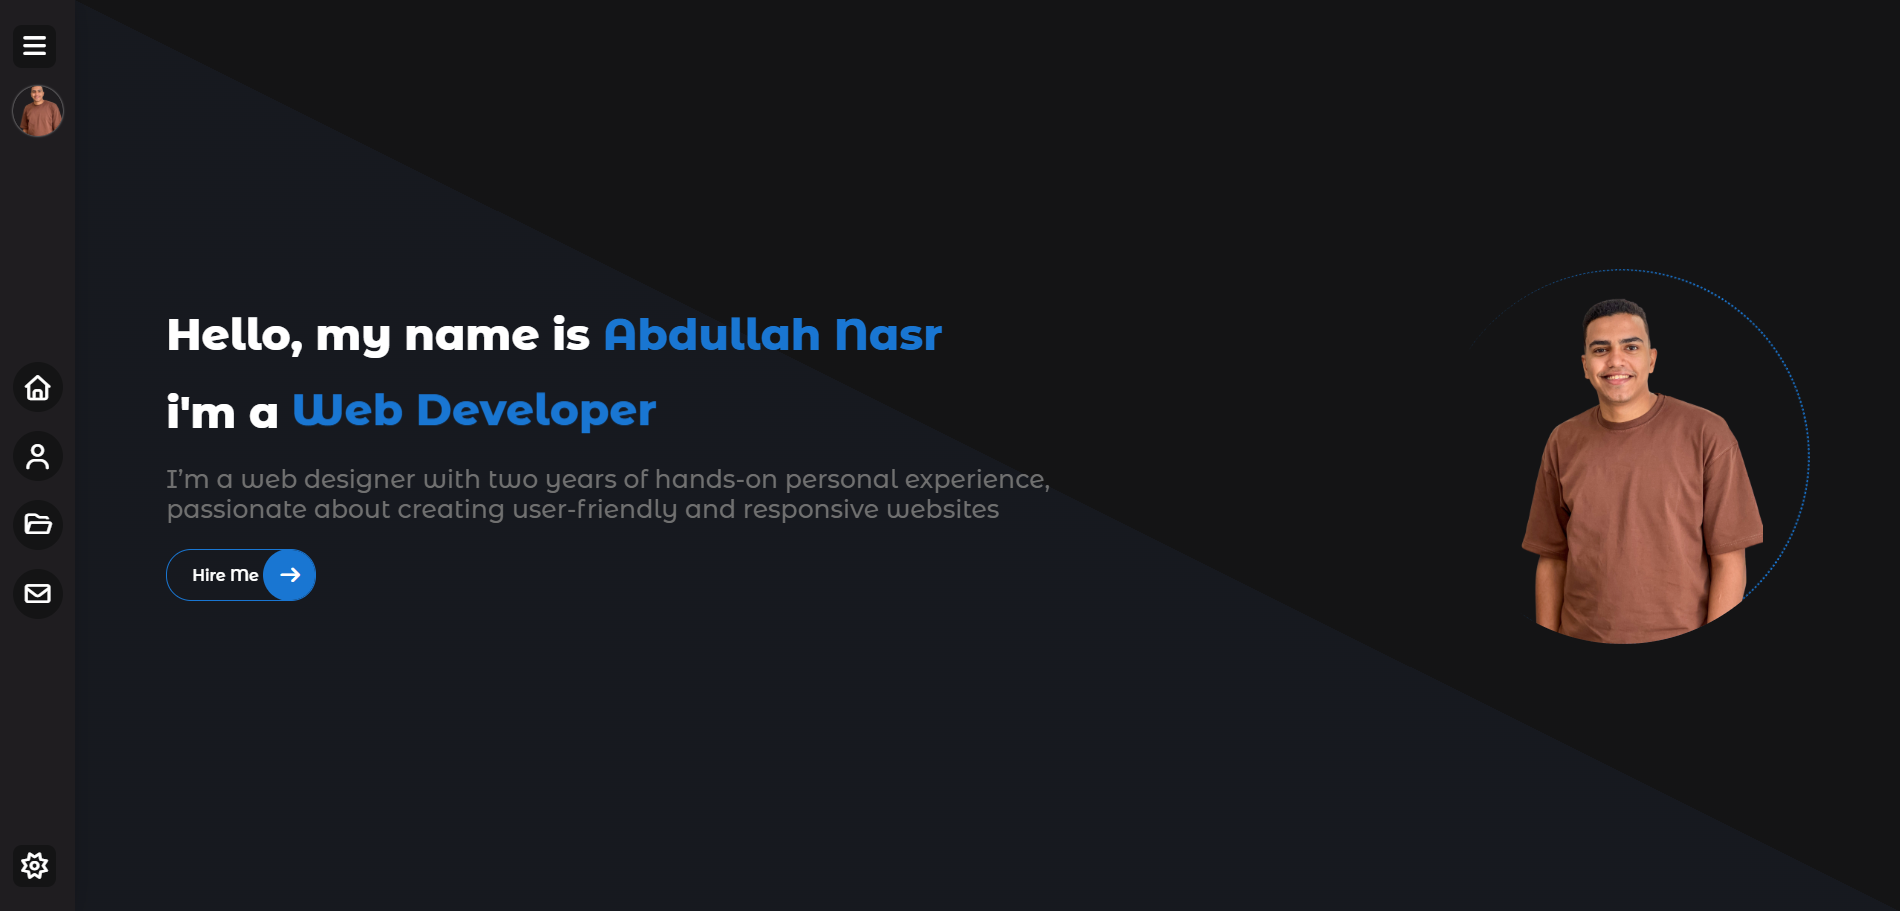 Hello, my name is Abdullah Nasr
i'm a Web Developer
I’m a web designer with two years of hands-on personal experience,
passionate about creating user-friendly and responsive websites
Hire Me